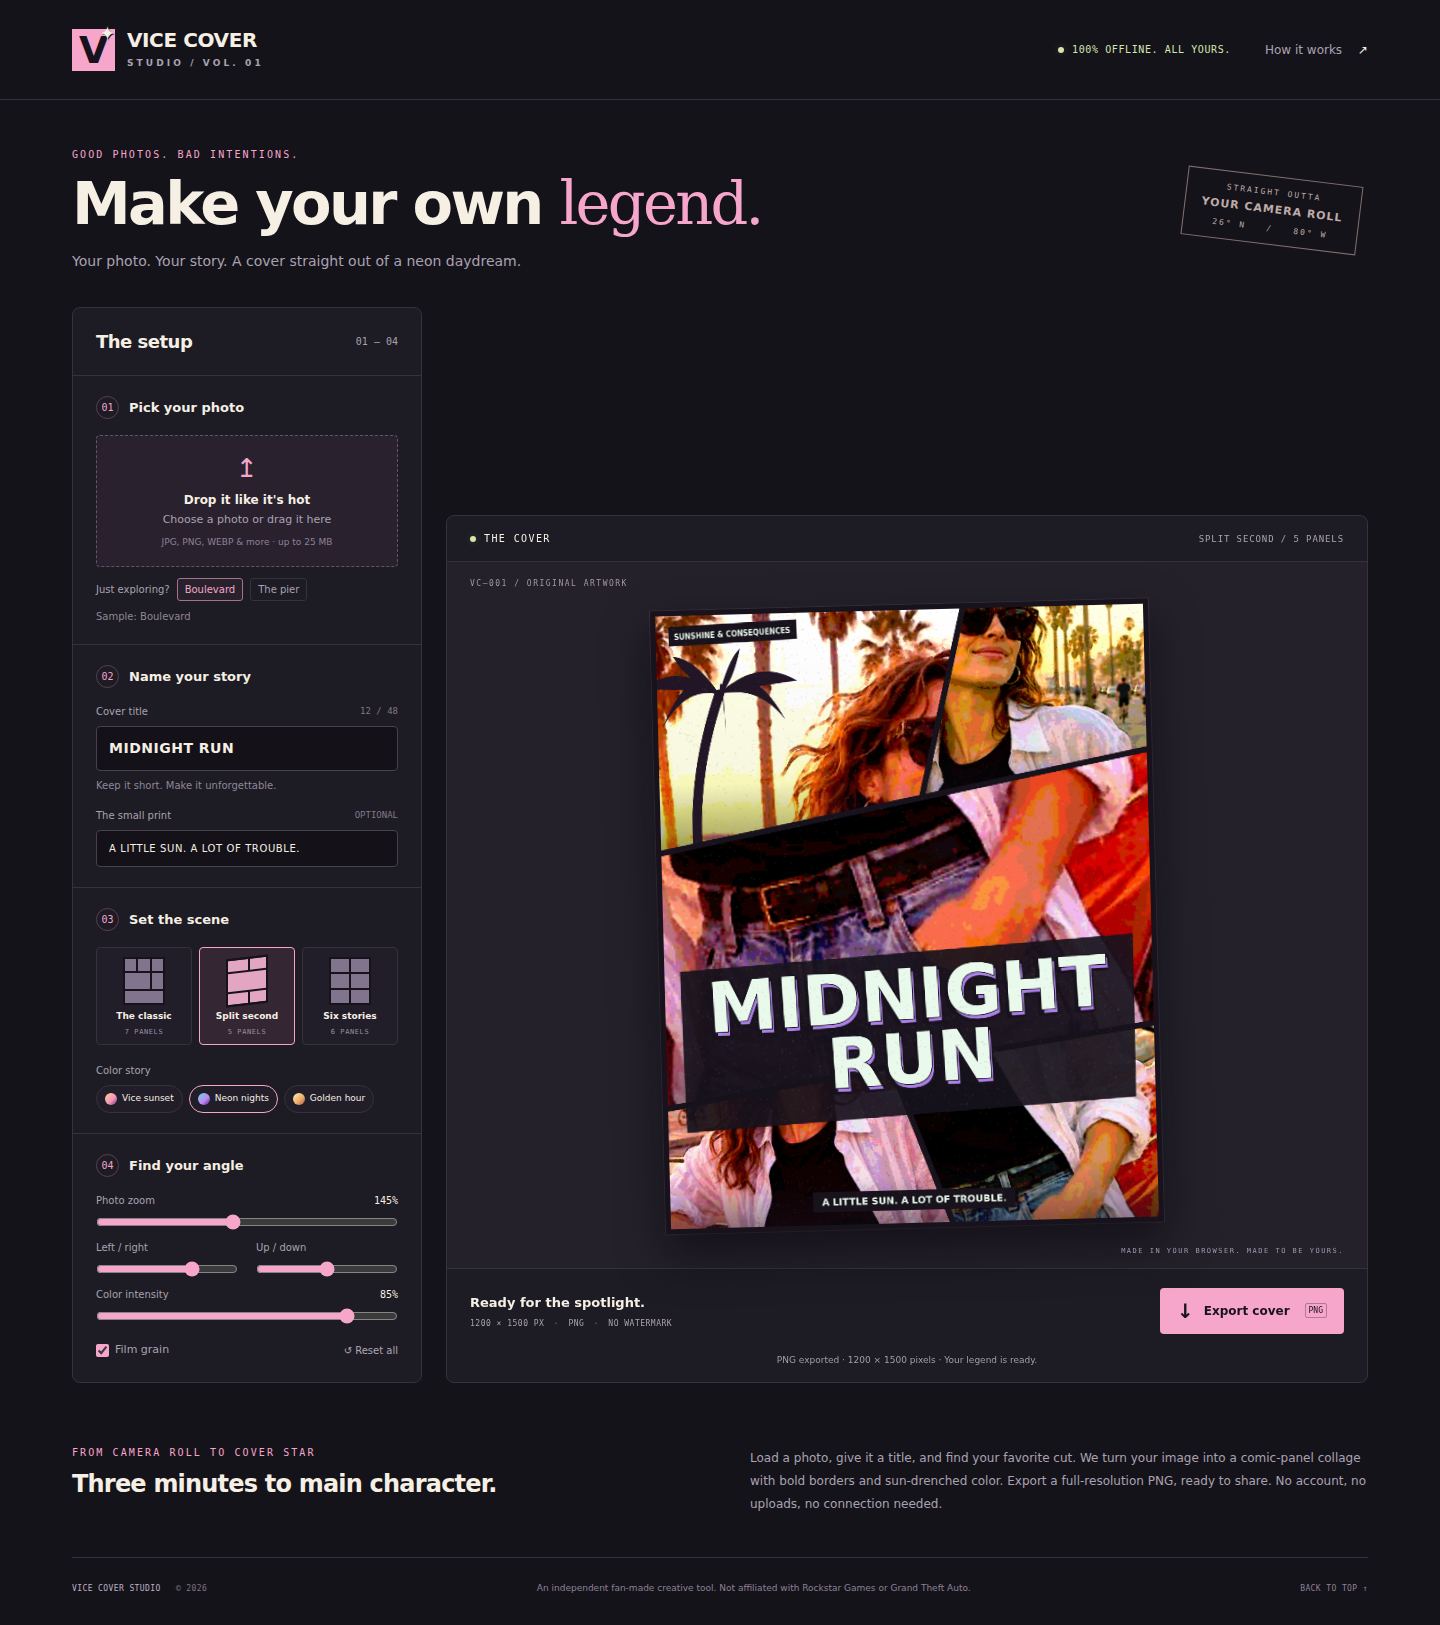 V
VICE COVER
STUDIO / VOL. 01
100% OFFLINE. ALL YOURS.
How it works ↗
GOOD PHOTOS. BAD INTENTIONS.
Make your own legend.
Your photo. Your story. A cover straight out of a neon daydream.
STRAIGHT OUTTA
YOUR CAMERA ROLL
26° N / 80° W
The setup
01 — 04
01 Pick your photo
↥
Drop it like it's hot
Choose a photo or drag it here
JPG, PNG, WEBP & more · up to 25 MB
Just exploring? Boulevard The pier
Sample: Boulevard
02 Name your story
Cover title 12 / 48
MIDNIGHT RUN
Keep it short. Make it unforgettable.
The small print OPTIONAL
A LITTLE SUN. A LOT OF TROUBLE.
03 Set the scene
The classic Split second Six stories
7 PANELS 5 PANELS 6 PANELS
Color story
Vice sunset Neon nights Golden hour
04 Find your angle
Photo zoom 145%
Left / right Up / down
Color intensity 85%
Film grain ↺ Reset all
THE COVER SPLIT SECOND / 5 PANELS
VC—001 / ORIGINAL ARTWORK
SUNSHINE & CONSEQUENCES
MIDNIGHT
RUN
A LITTLE SUN. A LOT OF TROUBLE.
MADE IN YOUR BROWSER. MADE TO BE YOURS.
Ready for the spotlight.
1200 × 1500 PX · PNG · NO WATERMARK
↓ Export cover PNG
PNG exported · 1200 × 1500 pixels · Your legend is ready.
FROM CAMERA ROLL TO COVER STAR
Three minutes to main character.
Load a photo, give it a title, and find your favorite cut. We turn your image into a comic-panel collage
with bold borders and sun-drenched color. Export a full-resolution PNG, ready to share. No account, no
uploads, no connection needed.
VICE COVER STUDIO © 2026
An independent fan-made creative tool. Not affiliated with Rockstar Games or Grand Theft Auto.
BACK TO TOP ↑